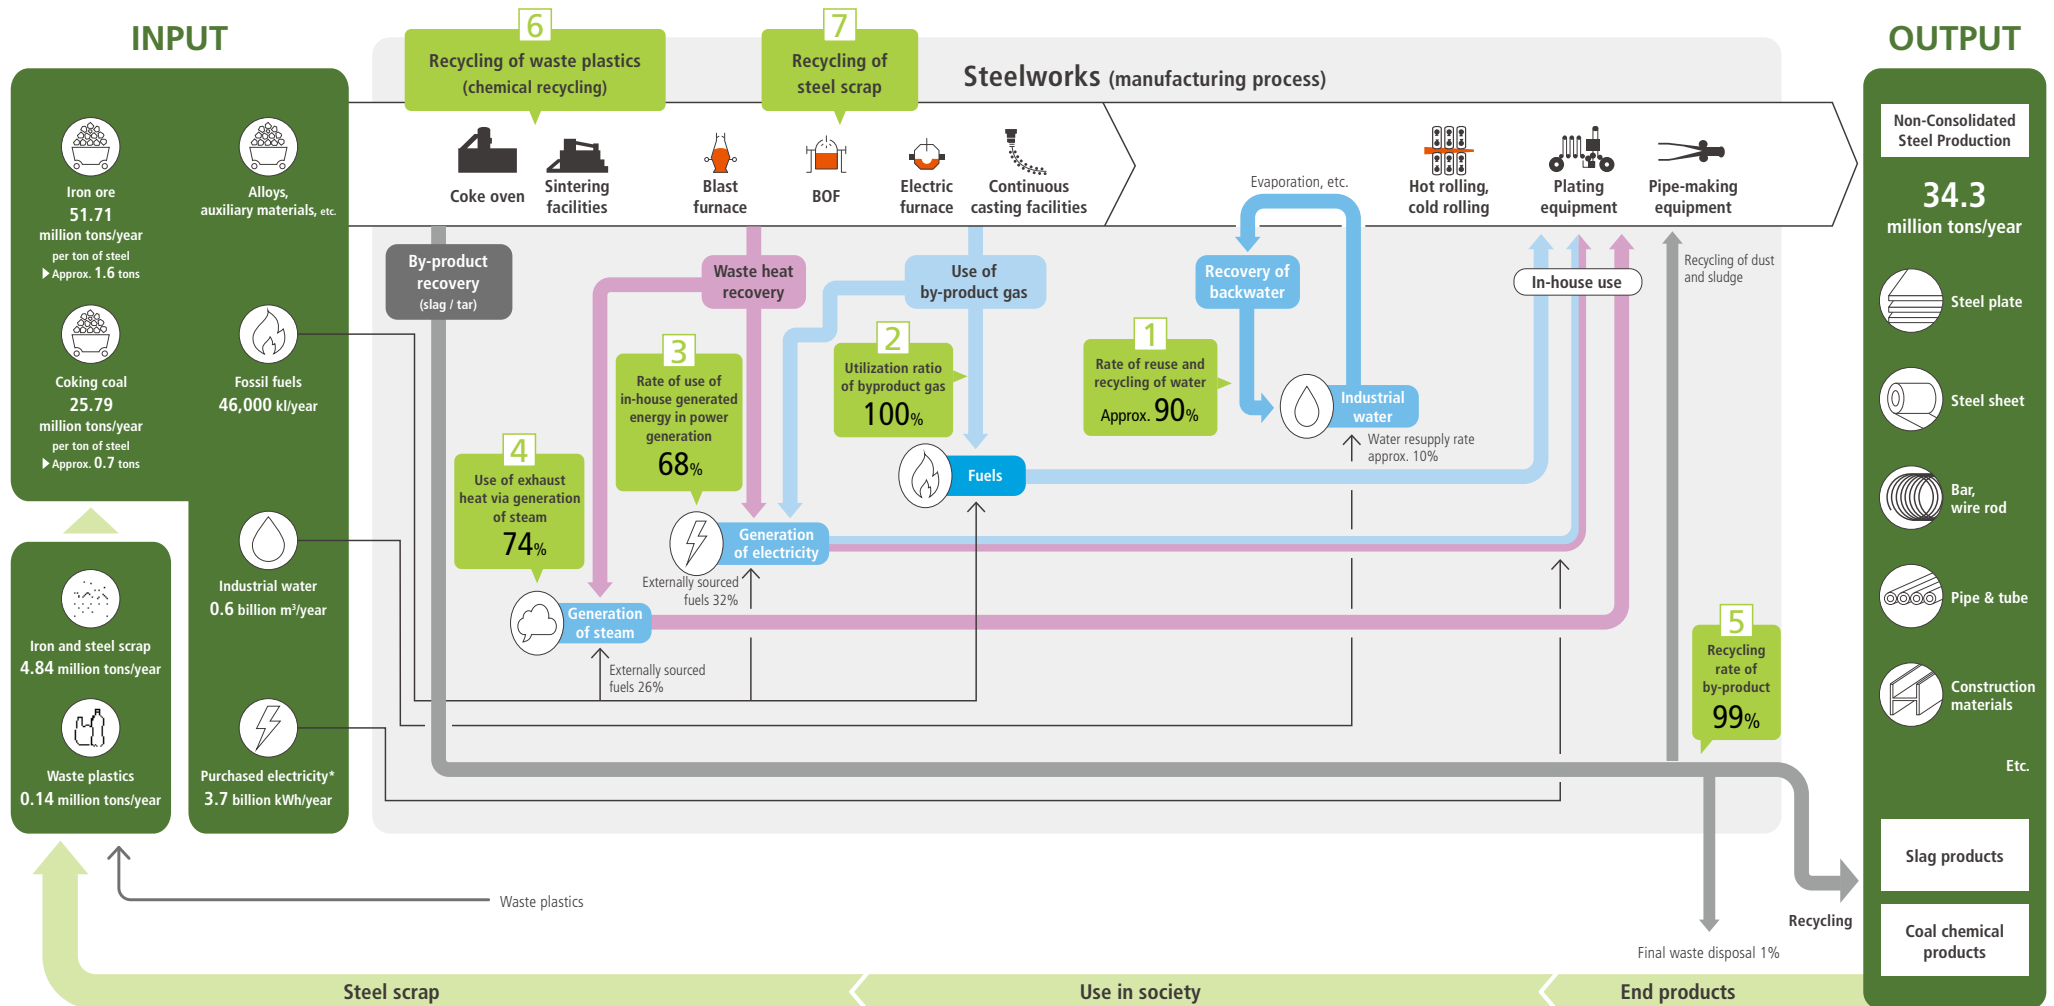 INPUT
Iron ore
51.71
million tons/year
per ton of steel
Approx. 1.6 tons
Alloys,
auxiliary materials, etc.
Coking coal
25.79
million tons/year
per ton of steel
Approx. 0.7 tons
Fossil fuels
46,000 kl/year
Industrial water
0.6 billion m³/year
Purchased electricity*
3.7 billion kWh/year
Iron and steel scrap
4.84 million tons/year
Waste plastics
0.14 million tons/year
6
Recycling of waste plastics
(chemical recycling)
7
Recycling of
steel scrap
Steelworks (manufacturing process)
Coke oven
Sintering
facilities
Blast
furnace
BOF
Electric
furnace
Continuous
casting facilities
Evaporation, etc.
Hot rolling,
cold rolling
Plating
equipment
Pipe-making
equipment
By-product
recovery
(slag / tar)
Waste heat
recovery
Use of
by-product gas
Recovery of
backwater
In-house use
Recycling of dust
and sludge
1
Rate of reuse and
recycling of water
Approx. 90%
2
Utilization ratio
of byproduct gas
100%
3
Rate of use of
in-house generated
energy in power
generation
68%
4
Use of exhaust
heat via generation
of steam
74%
Industrial
water
Water resupply rate
approx. 10%
Fuels
Generation
of electricity
Externally sourced
fuels 32%
Generation
of steam
Externally sourced
fuels 26%
5
Recycling
rate of
by-product
99%
Waste plastics
Recycling
Final waste disposal 1%
Steel scrap
Use in society
End products
OUTPUT
Non-Consolidated
Steel Production
34.3
million tons/year
Steel plate
Steel sheet
Bar,
wire rod
Pipe & tube
Construction
materials
Etc.
Slag products
Coal chemical
products